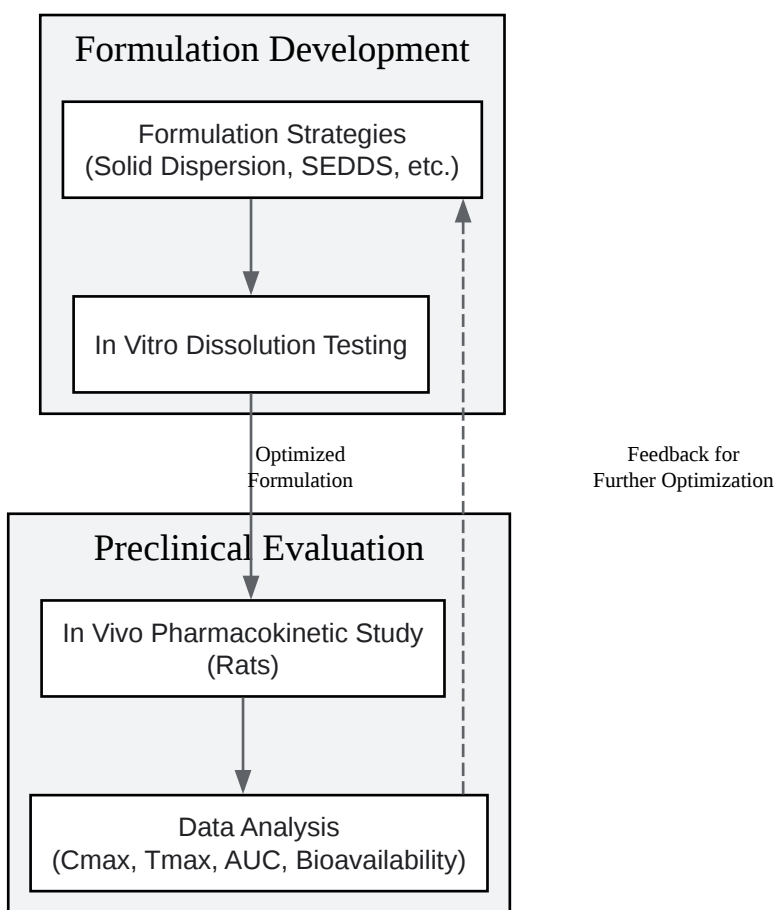 Formulation Development
Formulation Strategies
(Solid Dispersion, SEDDS, etc.)
In Vitro Dissolution Testing
Optimized
Formulation
Feedback for
Further Optimization
Preclinical Evaluation
In Vivo Pharmacokinetic Study
(Rats)
Data Analysis
(Cmax, Tmax, AUC, Bioavailability)